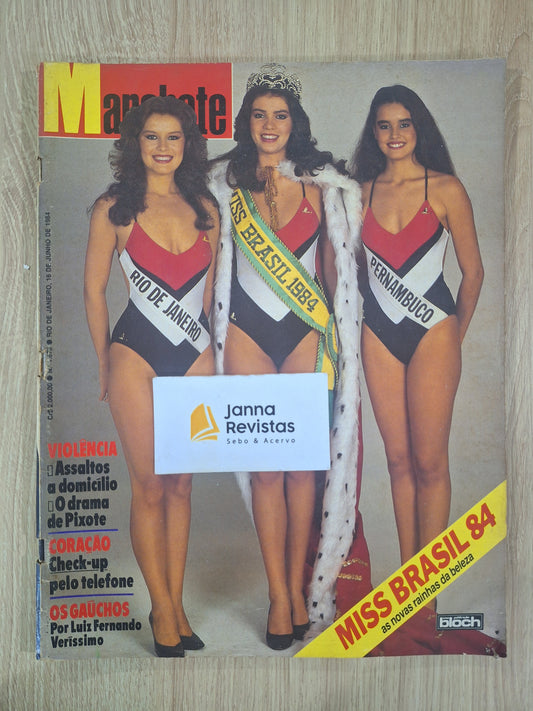 Manchete
MISS BRASIL 1984
RIO DE JANEIRO
PERNAMBUCO
RIO DE JANEIRO, 16 DE JUNHO DE 1984
Cr$ 2.000,00
Janna
Revistas
Sebo & Acervo
VIOLÊNCIA
Assaltos
a domicílio
O drama
de Pixote
CORAÇÃO
Check-up
pelo telefone
OS GAÚCHOS
Por Luiz Fernando
Veríssimo
MISS BRASIL 84
as novas rainhas da beleza
bloch